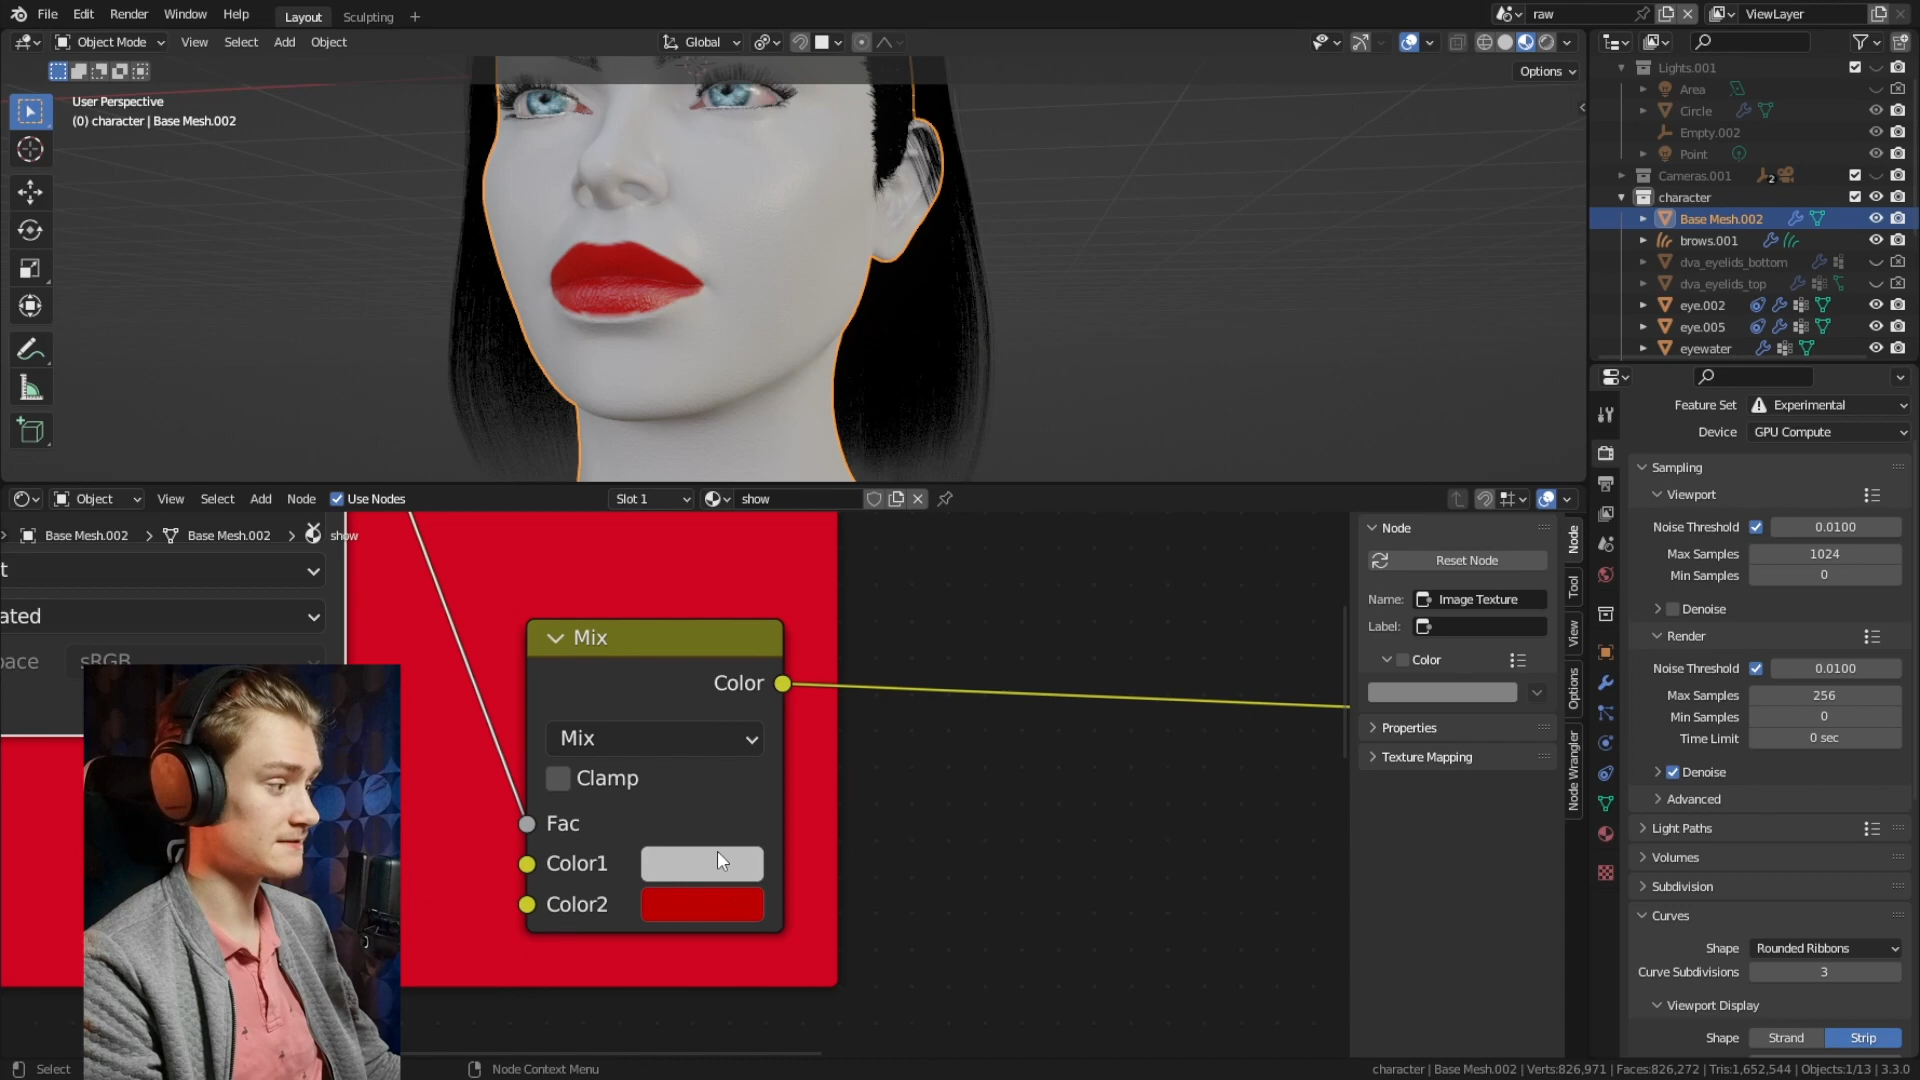 File Edit Render Window Help Layout Sculpting + raw ViewLayer
Object Mode View Select Add Object Global
Options
User Perspective
(0) character | Base Mesh.002
Lights.001
Area
Circle
Empty.002
Point
Cameras.001 2
character
Base Mesh.002
brows.001
dva_eyelids_bottom
dva_eyelids_top
eye.002
eye.005
eyewater
Feature Set Experimental
Device GPU Compute
Sampling
Viewport
Noise Threshold 0.0100
Max Samples 1024
Min Samples 0
Denoise
Render
Noise Threshold 0.0100
Max Samples 256
Min Samples 0
Time Limit 0 sec
Denoise
Advanced
Light Paths
Volumes
Subdivision
Curves
Shape Rounded Ribbons
Curve Subdivisions 3
Viewport Display
Shape Strand Strip
Object View Select Add Node Use Nodes Slot 1 show
Base Mesh.002 > Base Mesh.002 > show
t
ated
pace sRGB
Mix
Color
Mix
Clamp
Fac
Color1
Color2
Node
Reset Node
Name: Image Texture
Label:
Color
Properties
Texture Mapping
Node
Tool
View
Options
Node Wrangler
Select Node Context Menu character | Base Mesh.002 | Verts:826,971 | Faces:826,272 | Tris:1,652,544 | Objects:1/13 | 3.3.0